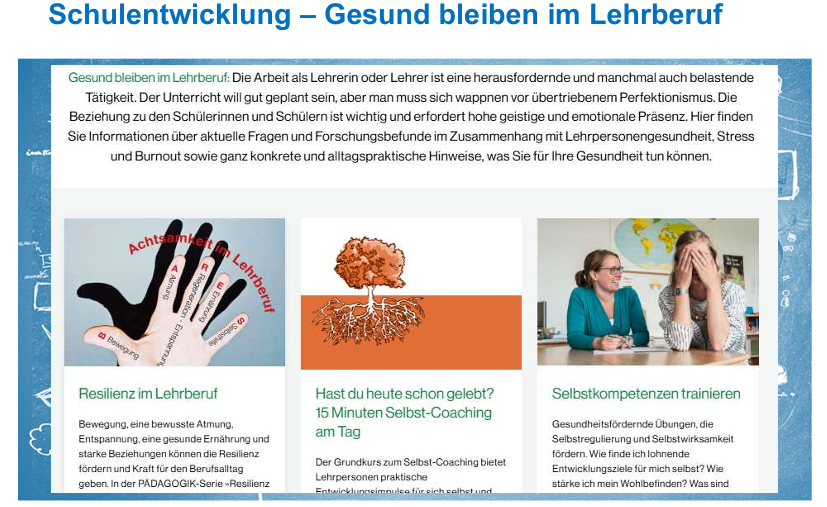 Schulentwicklung – Gesund bleiben im Lehrberuf
Gesund bleiben im Lehrberuf: Die Arbeit als Lehrerin oder Lehrer ist eine herausfordernde und manchmal auch belastende
Tätigkeit. Der Unterricht will gut geplant sein, aber man muss sich wappnen vor übertriebenem Perfektionismus. Die
Beziehung zu den Schülerinnen und Schülern ist wichtig und erfordert hohe geistige und emotionale Präsenz. Hier finden
Sie Informationen über aktuelle Fragen und Forschungsbefunde im Zusammenhang mit Lehrpersonengesundheit, Stress
und Burnout sowie ganz konkrete und alltagspraktische Hinweise, was Sie für Ihre Gesundheit tun können.
Achtsamkeit im Lehrberuf
B Bewegung
A Atmung
R Regeneration · Entspannung
E Ernährung
S
Resilienz im Lehrberuf
Bewegung, eine bewusste Atmung,
Entspannung, eine gesunde Ernährung und
starke Beziehungen können die Resilienz
fördern und Kraft für den Berufsalltag
geben. In der PÄDAGOGIK-Serie «Resilienz
Hast du heute schon gelebt?
15 Minuten Selbst-Coaching
am Tag
Der Grundkurs zum Selbst-Coaching bietet
Lehrpersonen praktische
Entwicklungsimpulse für sich selbst und
Selbstkompetenzen trainieren
Gesundheitsfördernde Übungen, die
Selbstregulierung und Selbstwirksamkeit
fördern. Wie finde ich lohnende
Entwicklungsziele für mich selbst? Wie
stärke ich mein Wohlbefinden? Was sind